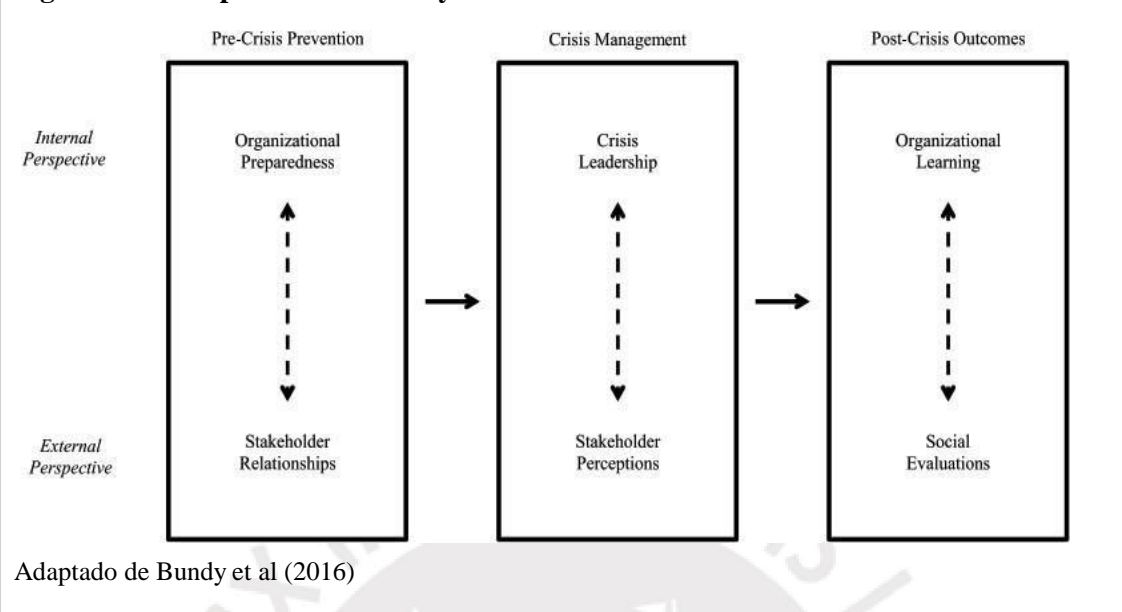 Pre-Crisis Prevention
Crisis Management
Post-Crisis Outcomes
Internal
Perspective
Organizational
Preparedness
Crisis
Leadership
Organizational
Learning
External
Perspective
Stakeholder
Relationships
Stakeholder
Perceptions
Social
Evaluations
Adaptado de Bundy et al (2016)